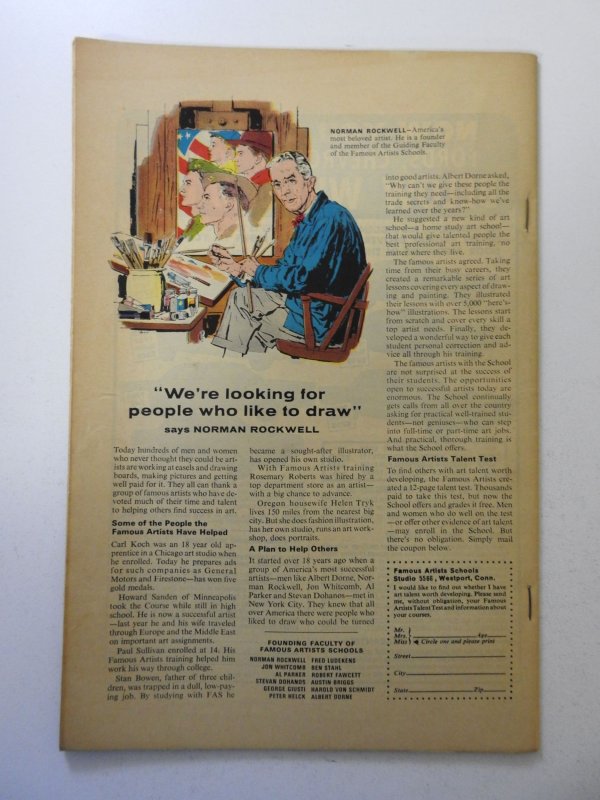 NORMAN ROCKWELL—America's
most beloved artist. He is a founder
and member of the Guiding Faculty
of the Famous Artists Schools.
"We're looking for
people who like to draw"
says NORMAN ROCKWELL
Today hundreds of men and women
who never thought they could be art-
ists are working at easels and drawing
boards, making pictures and getting
well paid for it. They all can thank a
group of famous artists who have de-
voted much of their time and talent
to helping others find success in art.
Some of the People the
Famous Artists Have Helped
Carl Koch was an 18 year old ap-
prentice in a Chicago art studio when
he enrolled. Today he prepares ads
for such companies as General
Motors and Firestone—has won five
gold medals.
Howard Sanden of Minneapolis
took the Course while still in high
school. He is now a successful artist
—last year he and his wife traveled
through Europe and the Middle East
on important art assignments.
Paul Sullivan enrolled at 14. His
Famous Artists training helped him
work his way through college.
Stan Bowen, father of three chil-
dren, was trapped in a dull, low-pay-
ing job. By studying with FAS he
became a sought-after illustrator,
has opened his own studio.
With Famous Artists training
Rosemary Roberts was hired by a
top department store as an artist—
with a big chance to advance.
Oregon housewife Helen Tryk
lives 150 miles from the nearest big
city. But she does fashion illustration,
has her own studio, runs an art work-
shop, does portraits.
A Plan to Help Others
It started over 18 years ago when a
group of America's most successful
artists—men like Albert Dorne, Nor-
man Rockwell, Jon Whitcomb, Al
Parker and Stevan Dohanos—met in
New York City. They knew that all
over America there were people who
liked to draw who could be turned
FOUNDING FACULTY OF
FAMOUS ARTISTS SCHOOLS
NORMAN ROCKWELL FRED LUDEKENS
JON WHITCOMB BEN STAHL
AL PARKER ROBERT FAWCETT
STEVAN DOHANOS AUSTIN BRIGGS
GEORGE GIUSTI HAROLD VON SCHMIDT
PETER HELCK ALBERT DORNE
into good artists. Albert Dorne asked,
"Why can't we give these people the
training they need—including all the
trade secrets and know-how we've
learned over the years?"
He suggested a new kind of art
school—a home study art school—
that would give talented people the
best professional art training, no
matter where they live.
The famous artists agreed. Taking
time from their busy careers, they
created a remarkable series of art
lessons covering every aspect of draw-
ing and painting. They illustrated
their lessons with over 5,000 "here's-
how" illustrations. The lessons start
from scratch and cover every skill a
top artist needs. Finally, they de-
veloped a wonderful way to give each
student personal correction and ad-
vice all through his training.
The famous artists with the School
are not surprised at the success of
their students. The opportunities
open to successful artists today are
enormous. The School continually
gets calls from all over the country
asking for practical well-trained stu-
dents—not geniuses—who can step
into full-time or part-time art jobs.
And practical, thorough training is
what the School offers.
Famous Artists Talent Test
To find others with art talent worth
developing, the Famous Artists cre-
ated a 12-page talent test. Thousands
paid to take this test, but now the
School offers and grades it free. Men
and women who do well on the test
—or offer other evidence of art talent
—may enroll in the School. But
there's no obligation. Simply mail
the coupon below.
Famous Artists Schools
Studio 5566, Westport, Conn.
I would like to find out whether I have
art talent worth developing. Please send
me, without obligation, your Famous
Artists Talent Test and information about
your courses.
Mr.
Mrs. Age
Miss Circle one and please print
Street
City
State Zip